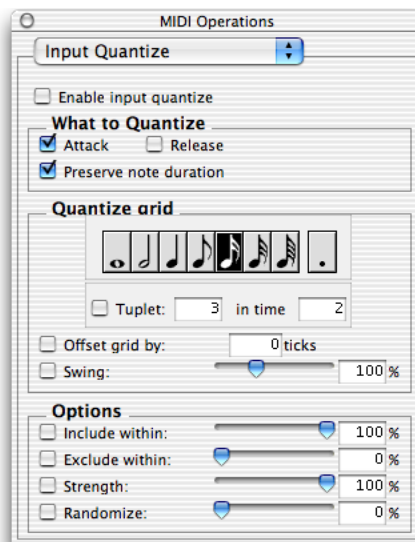 MIDI Operations
Input Quantize
Enable input quantize
What to Quantize
Attack Release
Preserve note duration
Quantize grid
Tuplet: 3 in time 2
Offset grid by: 0 ticks
Swing: 100 %
Options
Include within: 100 %
Exclude within: 0 %
Strength: 100 %
Randomize: 0 %